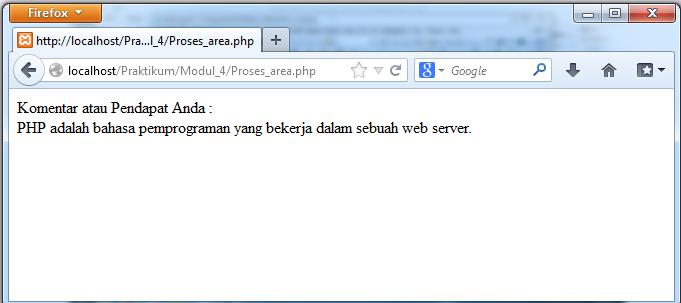 Firefox
http://localhost/Pra...l_4/Proses_area.php
localhost/Praktikum/Modul_4/Proses_area.php
Google
Komentar atau Pendapat Anda :
PHP adalah bahasa pemprograman yang bekerja dalam sebuah web server.